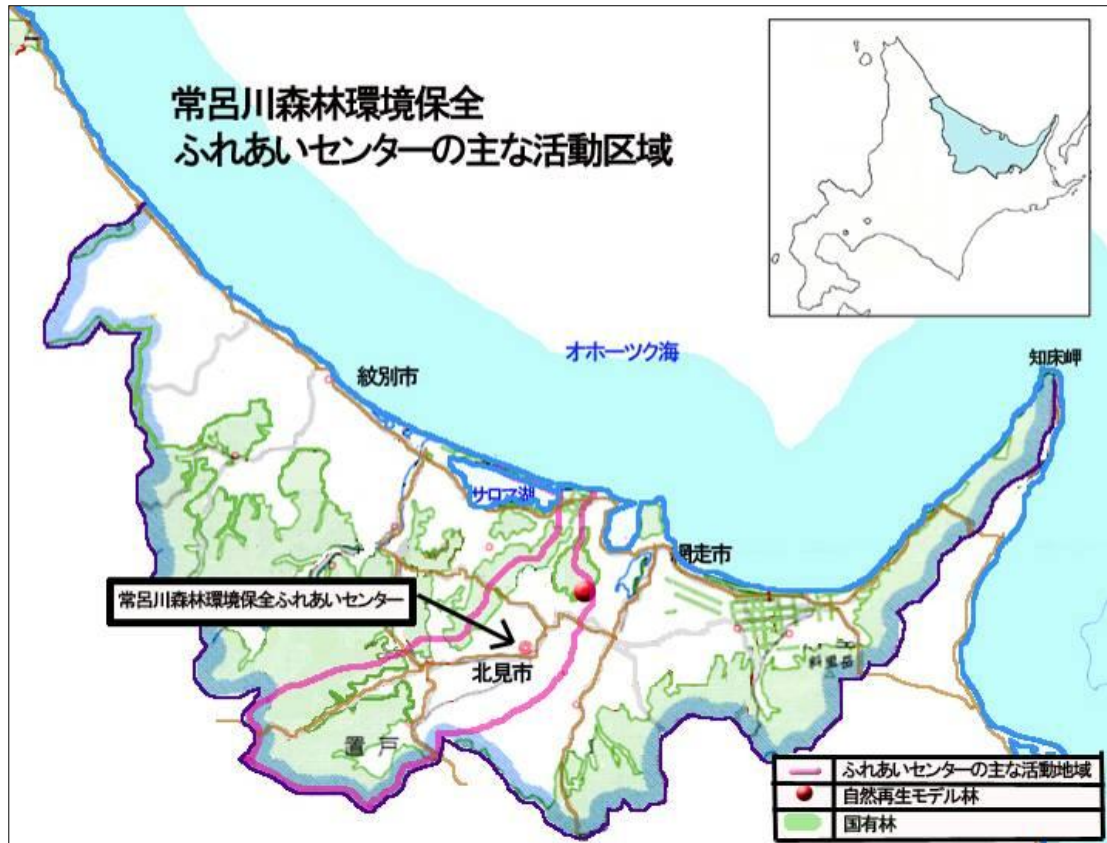 常呂川森林環境保全
ふれあいセンターの主な活動区域
オホーツク海
知床岬
紋別市
サロマ湖
網走市
常呂川森林環境保全ふれあいセンター
北見市
斜里岳
置戸
ふれあいセンターの主な活動地域
自然再生モデル林
国有林